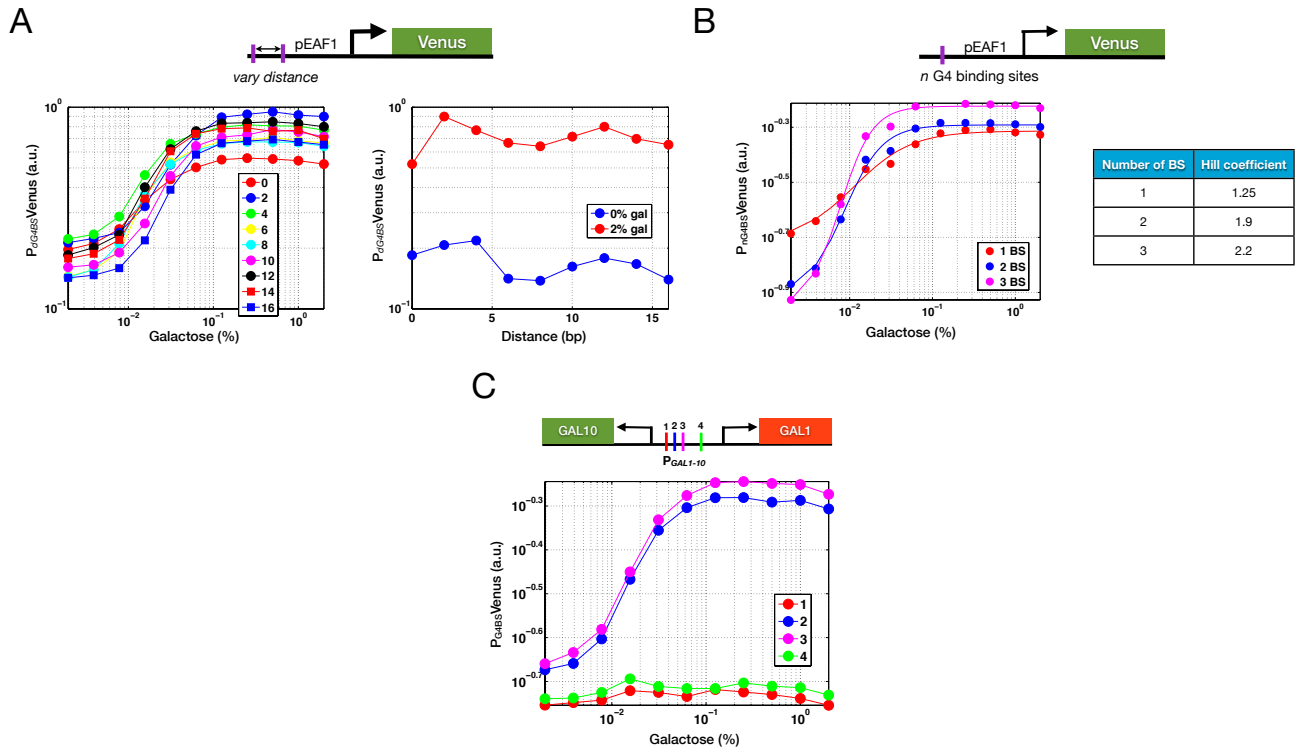 A
pEAF1
Venus
vary distance
10⁰
10⁻¹
P_dG4BSVenus (a.u.)
10⁻²
10⁻¹
10⁰
Galactose (%)
0
2
4
6
8
10
12
14
16
10⁰
10⁻¹
P_dG4BSVenus (a.u.)
0
5
10
15
Distance (bp)
0% gal
2% gal
B
pEAF1
Venus
n G4 binding sites
10⁻⁰·³
10⁻⁰·⁵
10⁻⁰·⁷
10⁻⁰·⁹
P_nG4BSVenus (a.u.)
10⁻²
10⁻¹
10⁰
Galactose (%)
1 BS
2 BS
3 BS
Number of BS Hill coefficient
1 1.25
2 1.9
3 2.2
C
GAL10
1 2 3 4
GAL1
P_GAL1-10
10⁻⁰·³
10⁻⁰·⁴
10⁻⁰·⁵
10⁻⁰·⁶
10⁻⁰·⁷
P_G4BSVenus (a.u.)
10⁻²
10⁻¹
10⁰
Galactose (%)
1
2
3
4